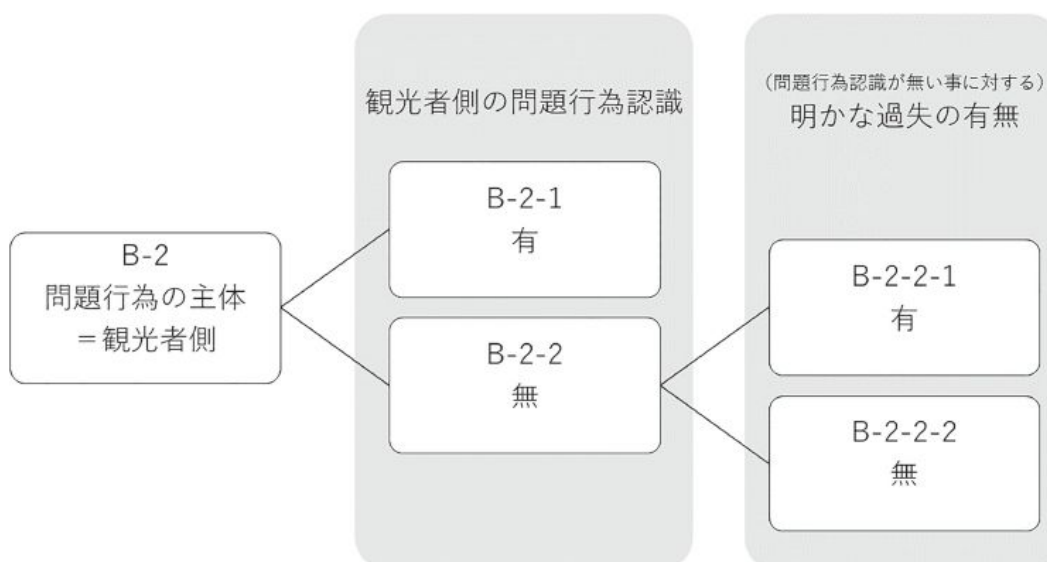 観光者側の問題行為認識
（問題行為認識が無い事に対する）
明かな過失の有無
B-2
問題行為の主体
＝観光者側
B-2-1
有
B-2-2
無
B-2-2-1
有
B-2-2-2
無